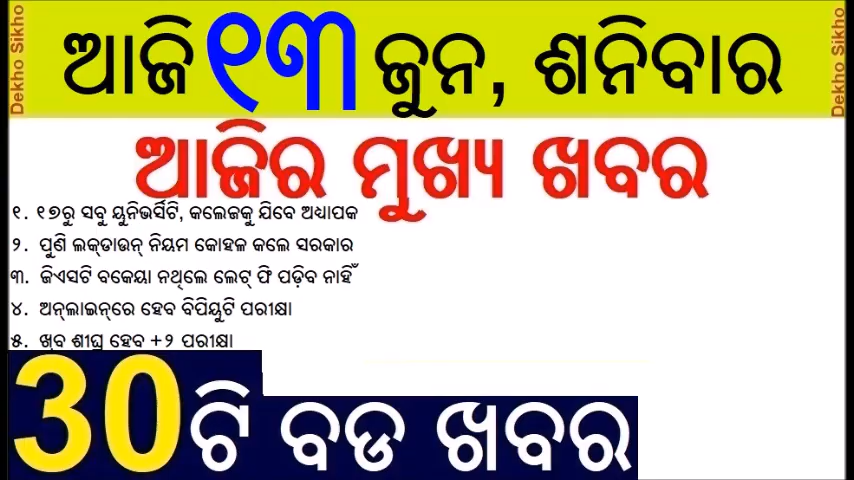 Dekho Sikho
ଆଜି ୧୩ ଜୁନ, ଶନିବାର
Dekho Sikho
ଆଜିର ମୁଖ୍ୟ ଖବର
୧. ୧୭ରୁ ସବୁ ୟୁନିଭର୍ସିଟି, କଲେଜକୁ ଯିବେ ଅଧ୍ୟାପକ
୨. ପୁଣି ଲକ୍‌ଡାଉନ୍ ନିୟମ କୋହଳ କଲେ ସରକାର
୩. ଜିଏସଟି ବକେୟା ନଥିଲେ ଲେଟ୍ ଫି ପଡ଼ିବ ନାହିଁ
୪. ଅନ୍‌ଲାଇନ୍‌ରେ ହେବ ବିପିୟୁଟି ପରୀକ୍ଷା
୫. ଖୁବ ଶୀଘ୍ର ହେବ +୨ ପରୀକ୍ଷା
30ଟି ବଡ ଖବର